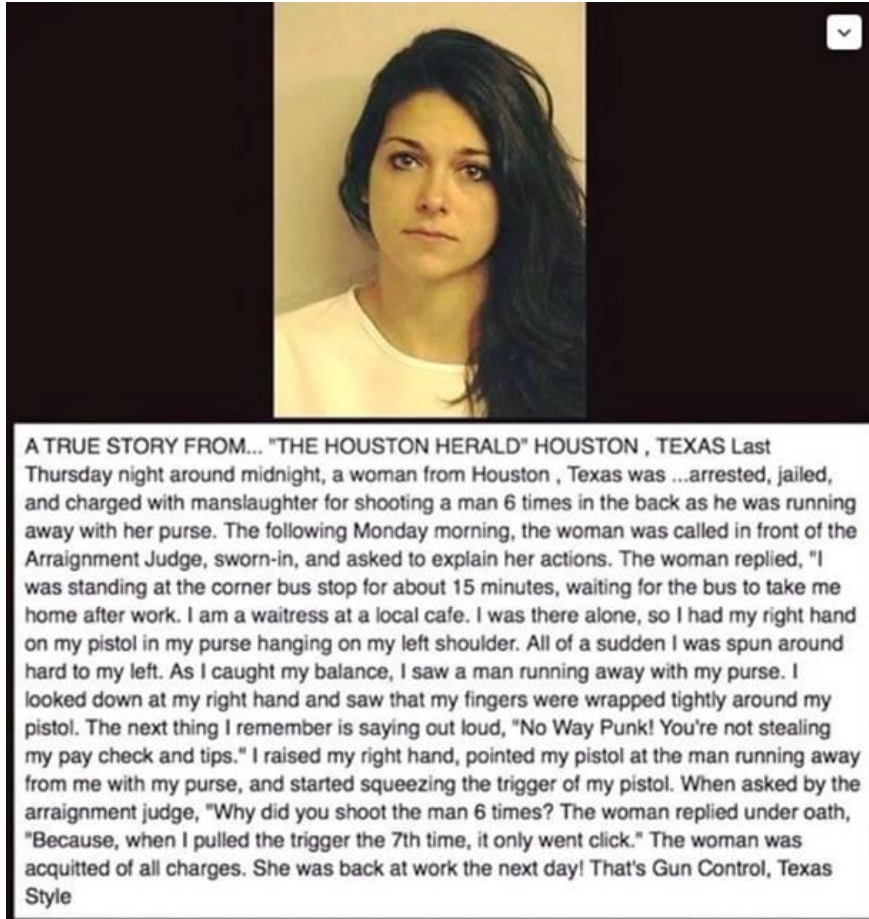 A TRUE STORY FROM... "THE HOUSTON HERALD" HOUSTON , TEXAS Last
Thursday night around midnight, a woman from Houston , Texas was ...arrested, jailed,
and charged with manslaughter for shooting a man 6 times in the back as he was running
away with her purse. The following Monday morning, the woman was called in front of the
Arraignment Judge, sworn-in, and asked to explain her actions. The woman replied, "I
was standing at the corner bus stop for about 15 minutes, waiting for the bus to take me
home after work. I am a waitress at a local cafe. I was there alone, so I had my right hand
on my pistol in my purse hanging on my left shoulder. All of a sudden I was spun around
hard to my left. As I caught my balance, I saw a man running away with my purse. I
looked down at my right hand and saw that my fingers were wrapped tightly around my
pistol. The next thing I remember is saying out loud, "No Way Punk! You're not stealing
my pay check and tips." I raised my right hand, pointed my pistol at the man running away
from me with my purse, and started squeezing the trigger of my pistol. When asked by the
arraignment judge, "Why did you shoot the man 6 times? The woman replied under oath,
"Because, when I pulled the trigger the 7th time, it only went click." The woman was
acquitted of all charges. She was back at work the next day! That's Gun Control, Texas
Style